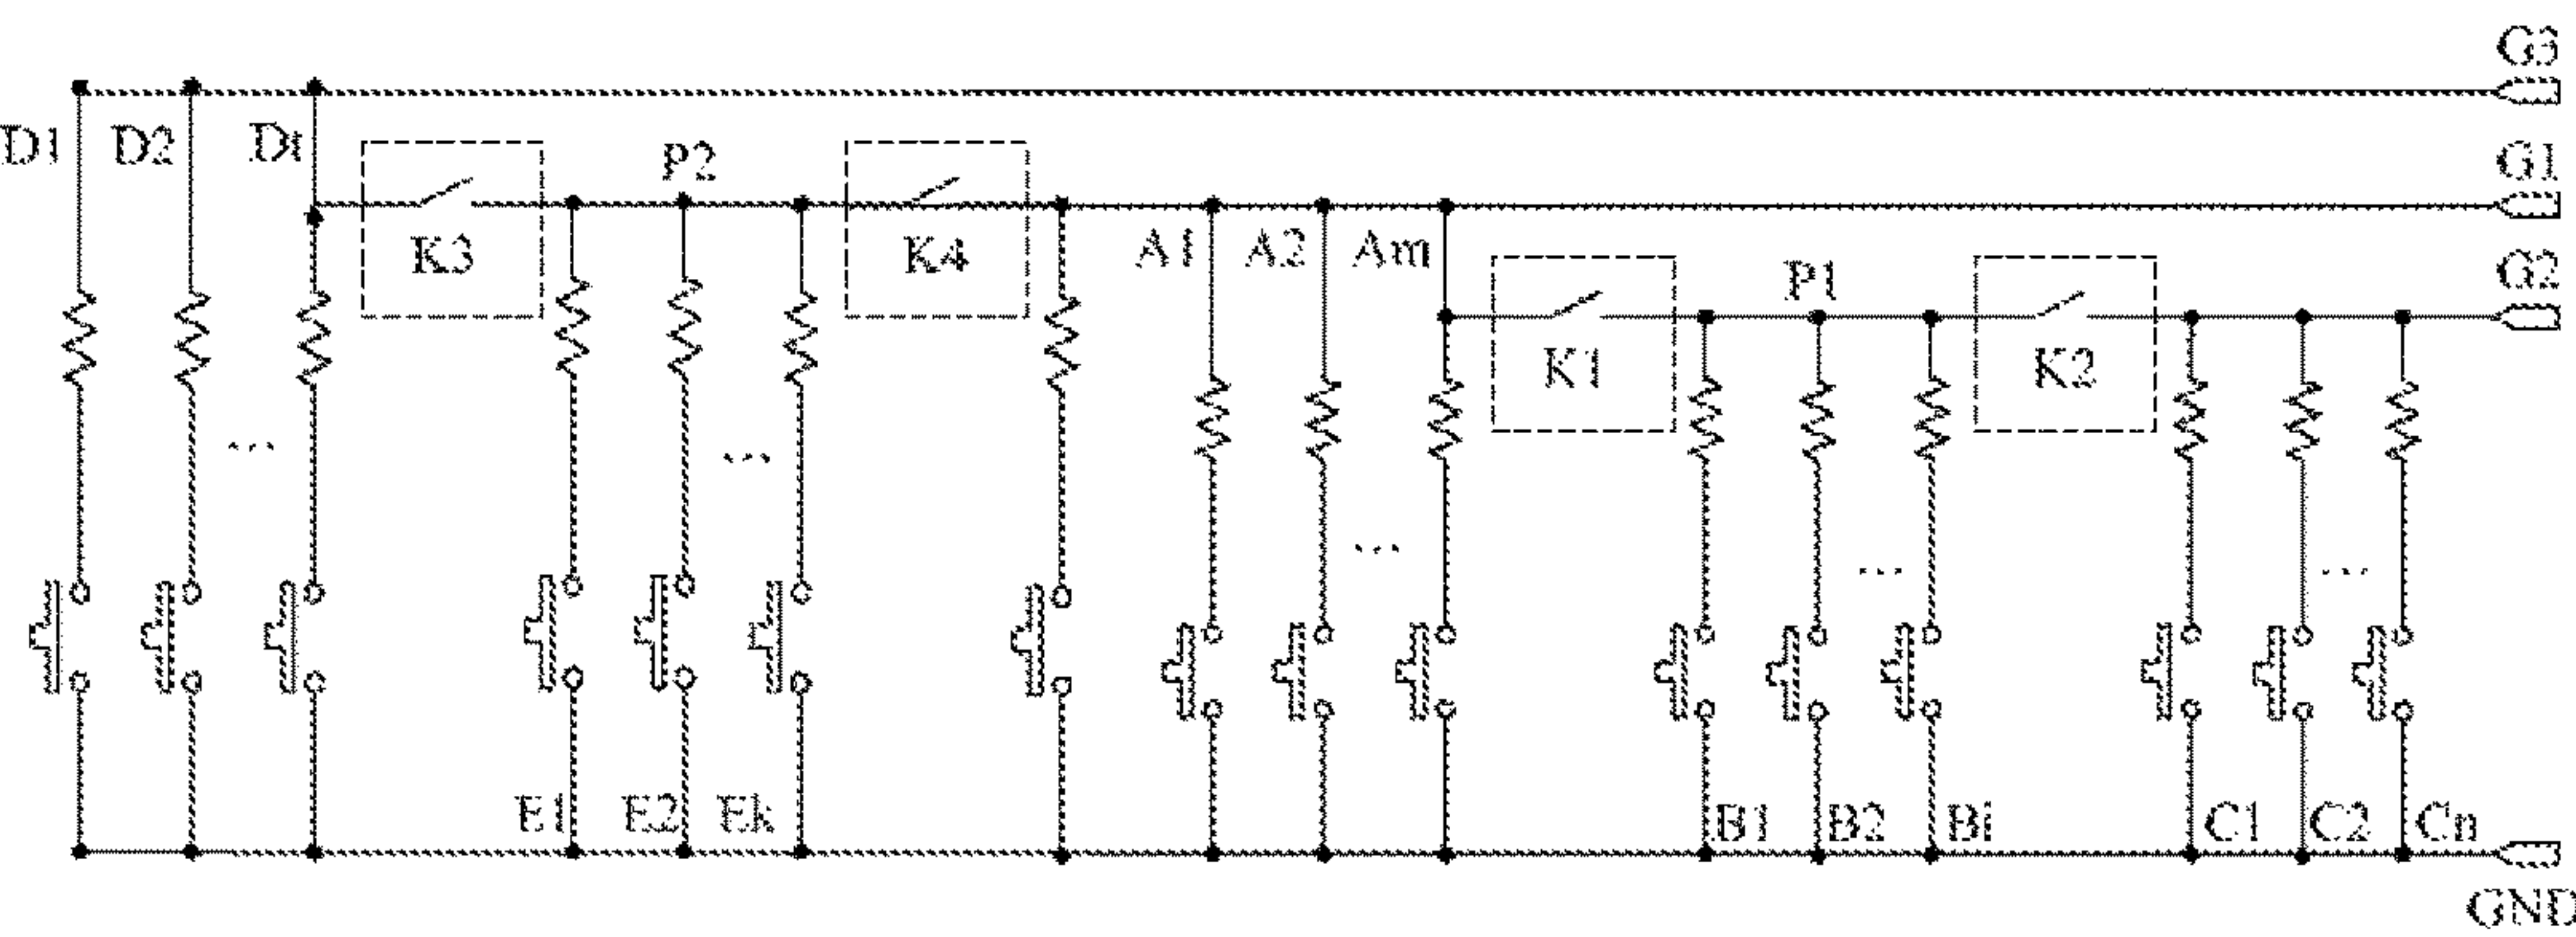 G3
D1 D2 Dt P2 G1
K3 K4 A1 A2 Am P1 G2
K1 K2
...
...
...
... ...
E1 E2 Ek B1 B2 Bi C1 C2 Cn
GND